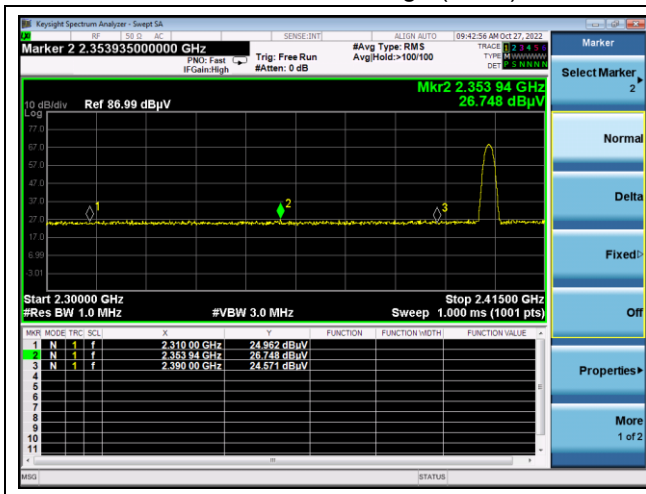 Keysight Spectrum Analyzer - Swept SA
RF 50 Ω AC SENSE:INT ALIGN AUTO 09:42:56 AM Oct 27, 2022
Marker 2 2.353935000000 GHz
PNO: Fast Trig: Free Run
IFGain:High #Atten: 0 dB
#Avg Type: RMS
Avg|Hold:>100/100
TRACE 1 2 3 4 5 6
TYPE M WWWWW
DET P S N N N N
Mkr2 2.353 94 GHz
26.748 dBµV
10 dB/div Ref 86.99 dBµV
Log
77.0
67.0
57.0
47.0
37.0
27.0
17.0
6.99
-3.01
1
2
3
Start 2.30000 GHz Stop 2.41500 GHz
#Res BW 1.0 MHz #VBW 3.0 MHz Sweep 1.000 ms (1001 pts)
MKR MODE TRC SCL X Y FUNCTION FUNCTION WIDTH FUNCTION VALUE
1 N 1 f 2.310 00 GHz 24.962 dBµV
2 N 1 f 2.353 94 GHz 26.748 dBµV
3 N 1 f 2.390 00 GHz 24.571 dBµV
4
5
6
7
8
9
10
11
MSG STATUS
Marker
Select Marker
2
Normal
Delta
Fixed
Off
Properties
More
1 of 2